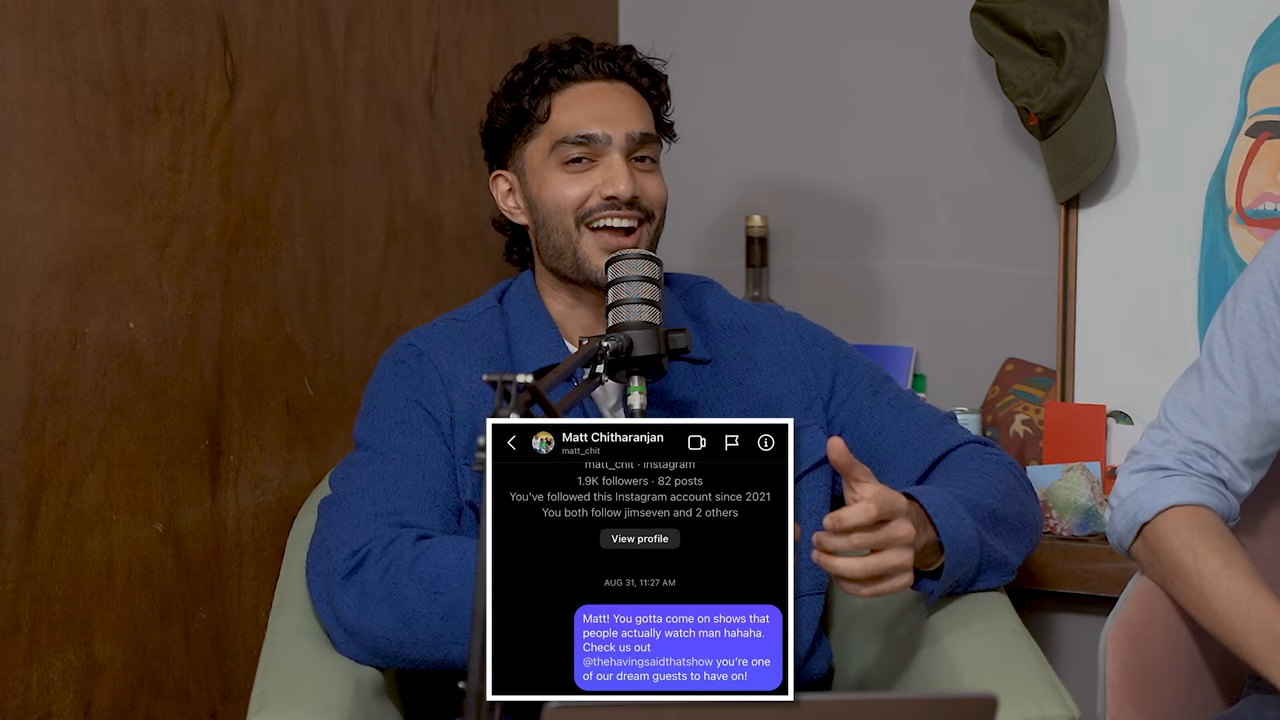 Matt Chitharanjan
matt_chit
matt_chit · Instagram
1.9K followers · 82 posts
You've followed this Instagram account since 2021
You both follow jimseven and 2 others
View profile
AUG 31, 11:27 AM
Matt! You gotta come on shows that
people actually watch man hahaha.
Check us out
@thehavingsaidthatshow you're one
of our dream guests to have on!